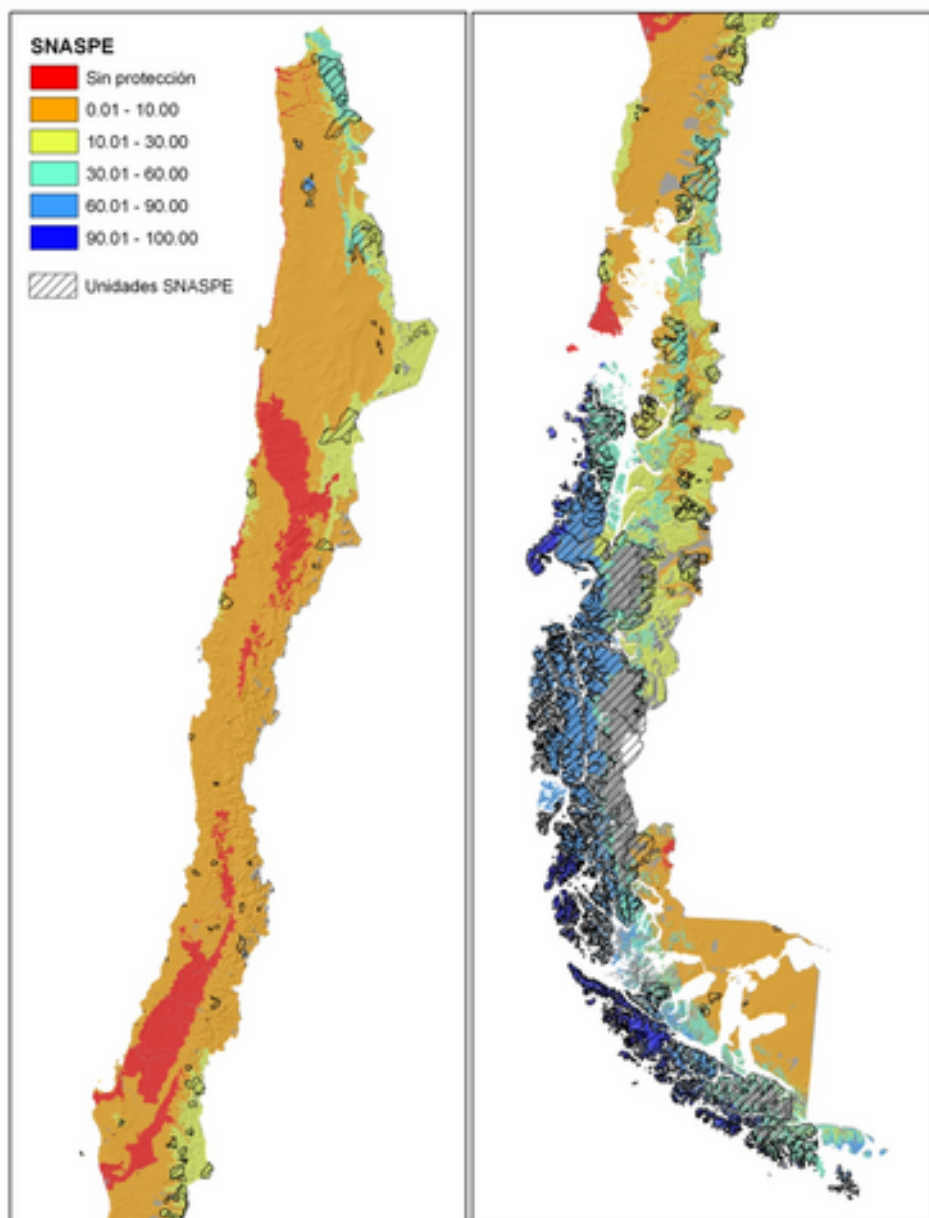 SNASPE
Sin protección
0.01 - 10.00
10.01 - 30.00
30.01 - 60.00
60.01 - 90.00
90.01 - 100.00
Unidades SNASPE